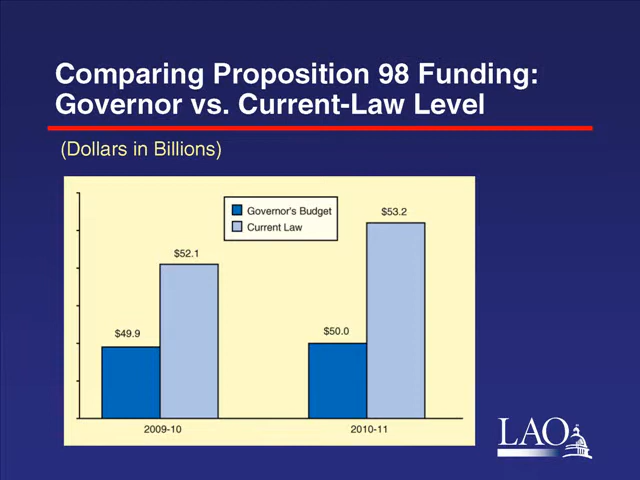 Comparing Proposition 98 Funding:
Governor vs. Current-Law Level
(Dollars in Billions)
Governor's Budget
Current Law
$49.9
$52.1
$50.0
$53.2
2009-10
2010-11
LAO